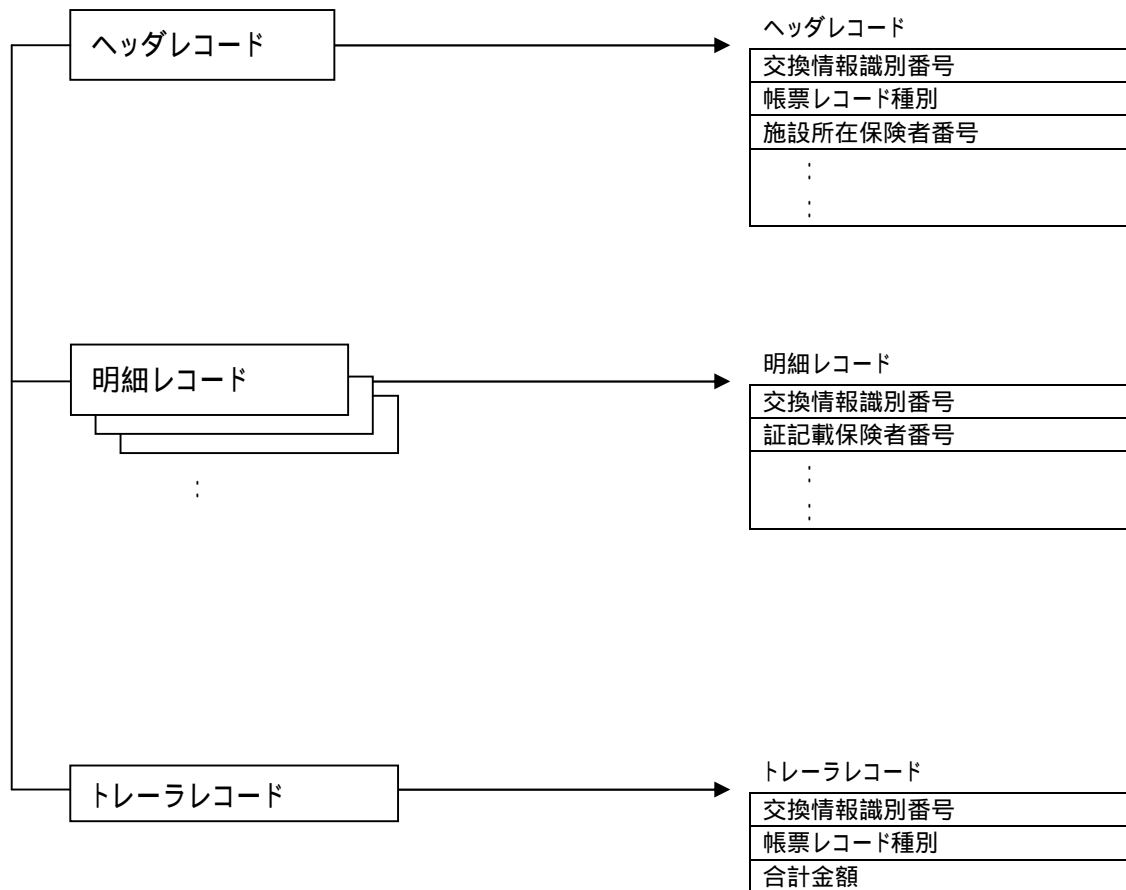 ヘッダレコード
ヘッダレコード
交換情報識別番号
帳票レコード種別
施設所在保険者番号
:
:
明細レコード
:
明細レコード
交換情報識別番号
証記載保険者番号
:
:
トレーラレコード
トレーラレコード
交換情報識別番号
帳票レコード種別
合計金額